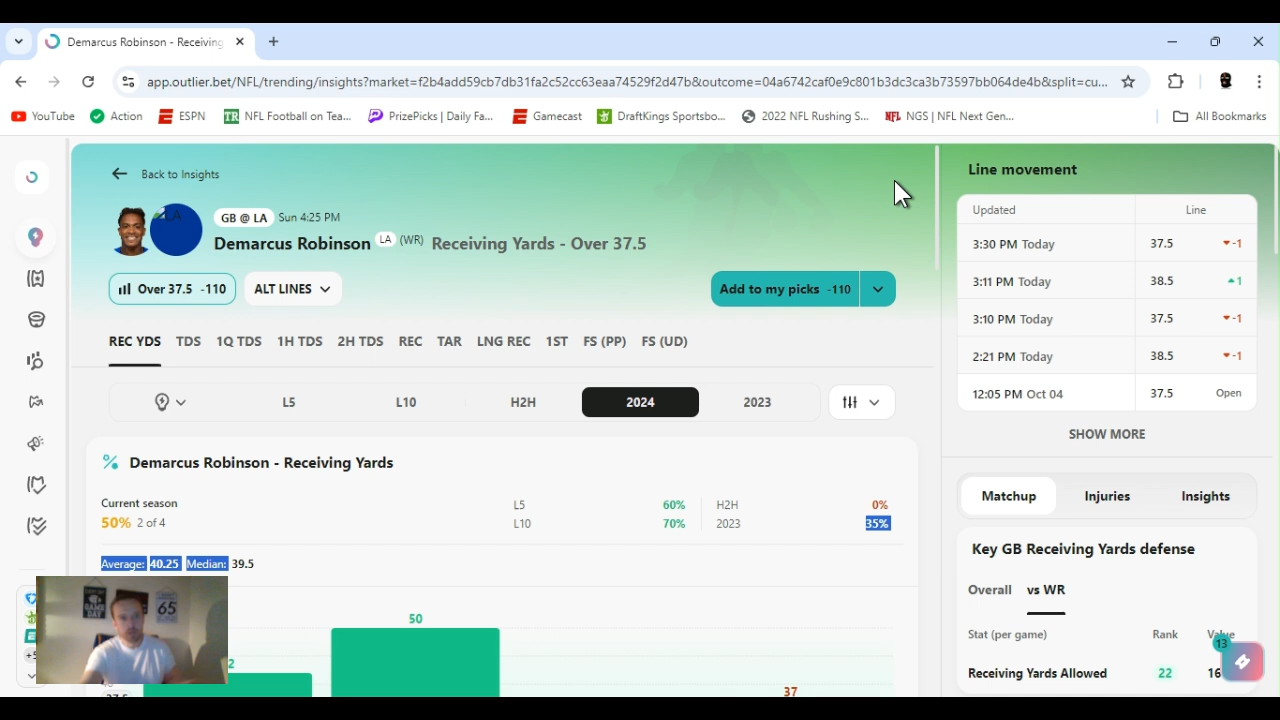 Demarcus Robinson - Receiving
app.outlier.bet/NFL/trending/insights?market=f2b4add59cb7db31fa2c52cc63eaa74529f2d47b&outcome=04a6742caf0e9c801b3dc3ca3b73597bb064de4b&split=cu...
YouTube Action ESPN NFL Football on Tea... PrizePicks | Daily Fa... Gamecast DraftKings Sportsbo... 2022 NFL Rushing S... NGS | NFL Next Gen... All Bookmarks
Back to Insights
GB @ LA Sun 4:25 PM
Demarcus Robinson LA (WR) Receiving Yards - Over 37.5
Over 37.5 -110 ALT LINES
Add to my picks -110
REC YDS TDS 1Q TDS 1H TDS 2H TDS REC TAR LNG REC 1ST FS (PP) FS (UD)
L5 L10 H2H 2024 2023
Demarcus Robinson - Receiving Yards
Current season
50% 2 of 4
L5 60% H2H 0%
L10 70% 2023 35%
Average: 40.25 Median: 39.5
50
2
37
GAME DAY
65
Line movement
Updated Line
3:30 PM Today 37.5 -1
3:11 PM Today 38.5 1
3:10 PM Today 37.5 -1
2:21 PM Today 38.5 -1
12:05 PM Oct 04 37.5 Open
SHOW MORE
Matchup Injuries Insights
Key GB Receiving Yards defense
Overall vs WR
Stat (per game) Rank Value
13
Receiving Yards Allowed 22 16